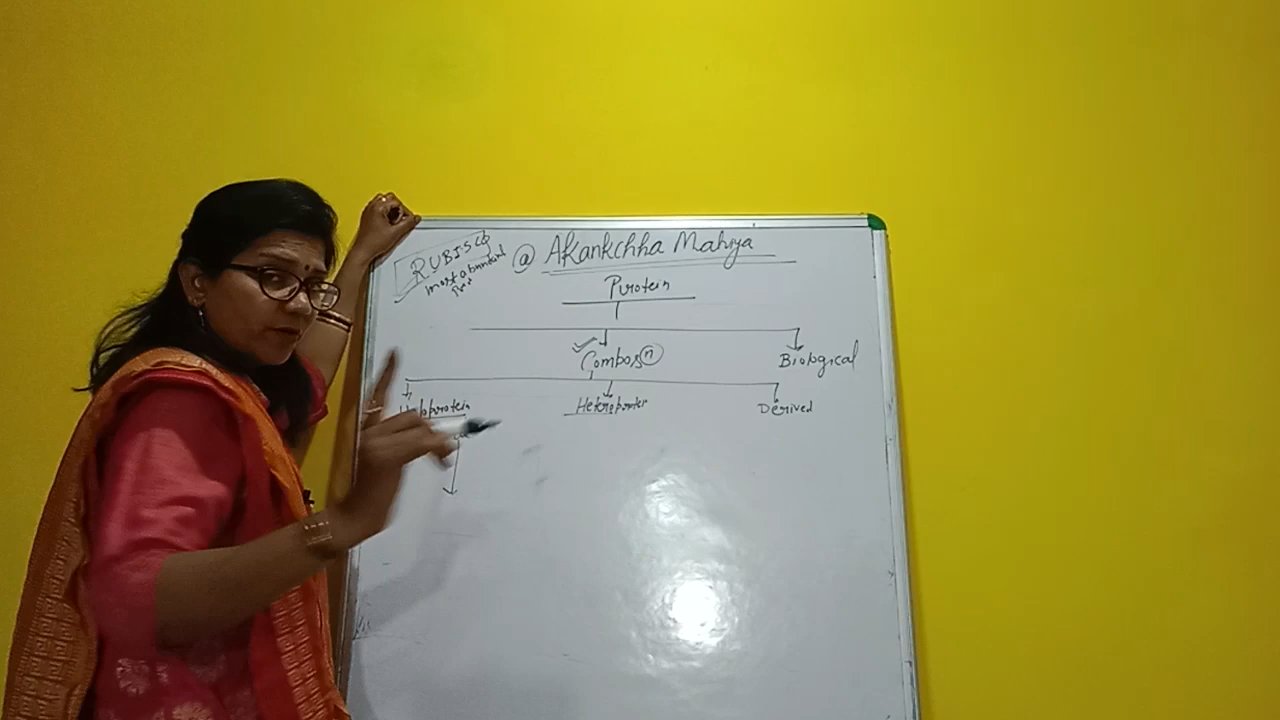 RUBISCO
most abundant
@ Akankchha Mahiya
Protein
Compos(n)
Biological
Heteroprotein
Derived